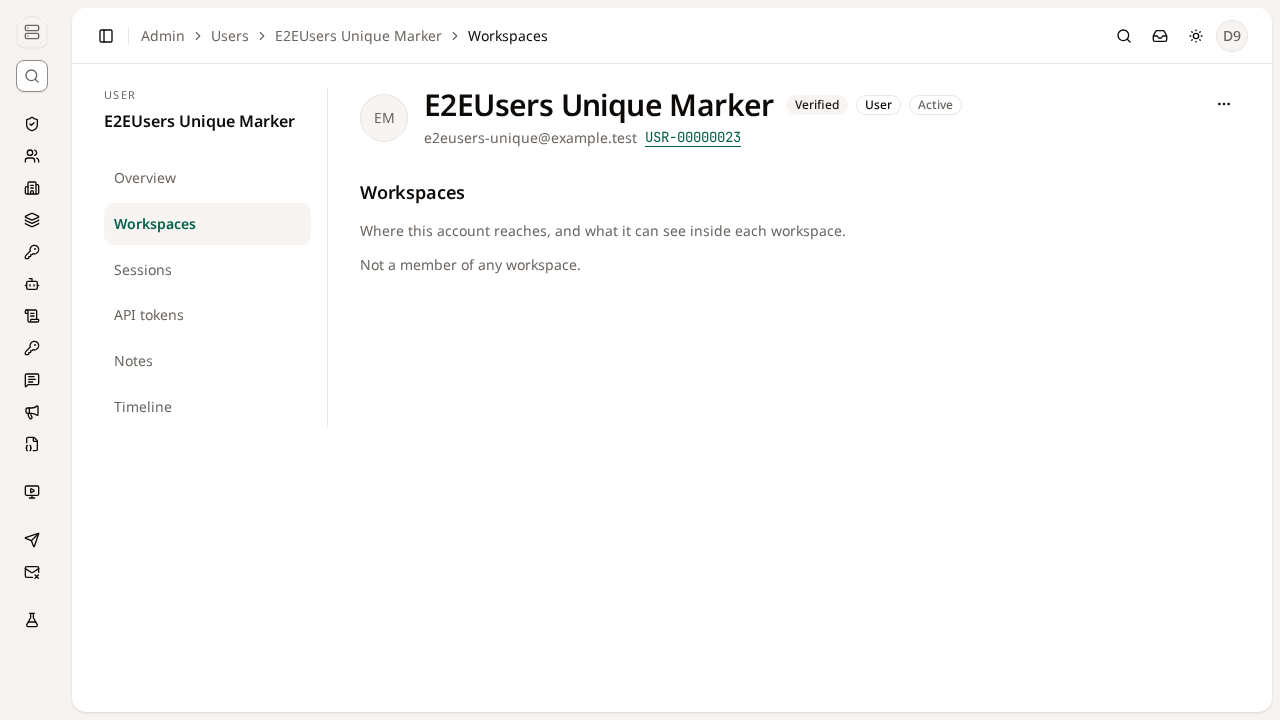 Admin > Users > E2EUsers Unique Marker > Workspaces
D9
USER
E2EUsers Unique Marker
Overview
Workspaces
Sessions
API tokens
Notes
Timeline
EM
E2EUsers Unique Marker Verified User Active
e2eusers-unique@example.test USR-00000023
Workspaces
Where this account reaches, and what it can see inside each workspace.
Not a member of any workspace.